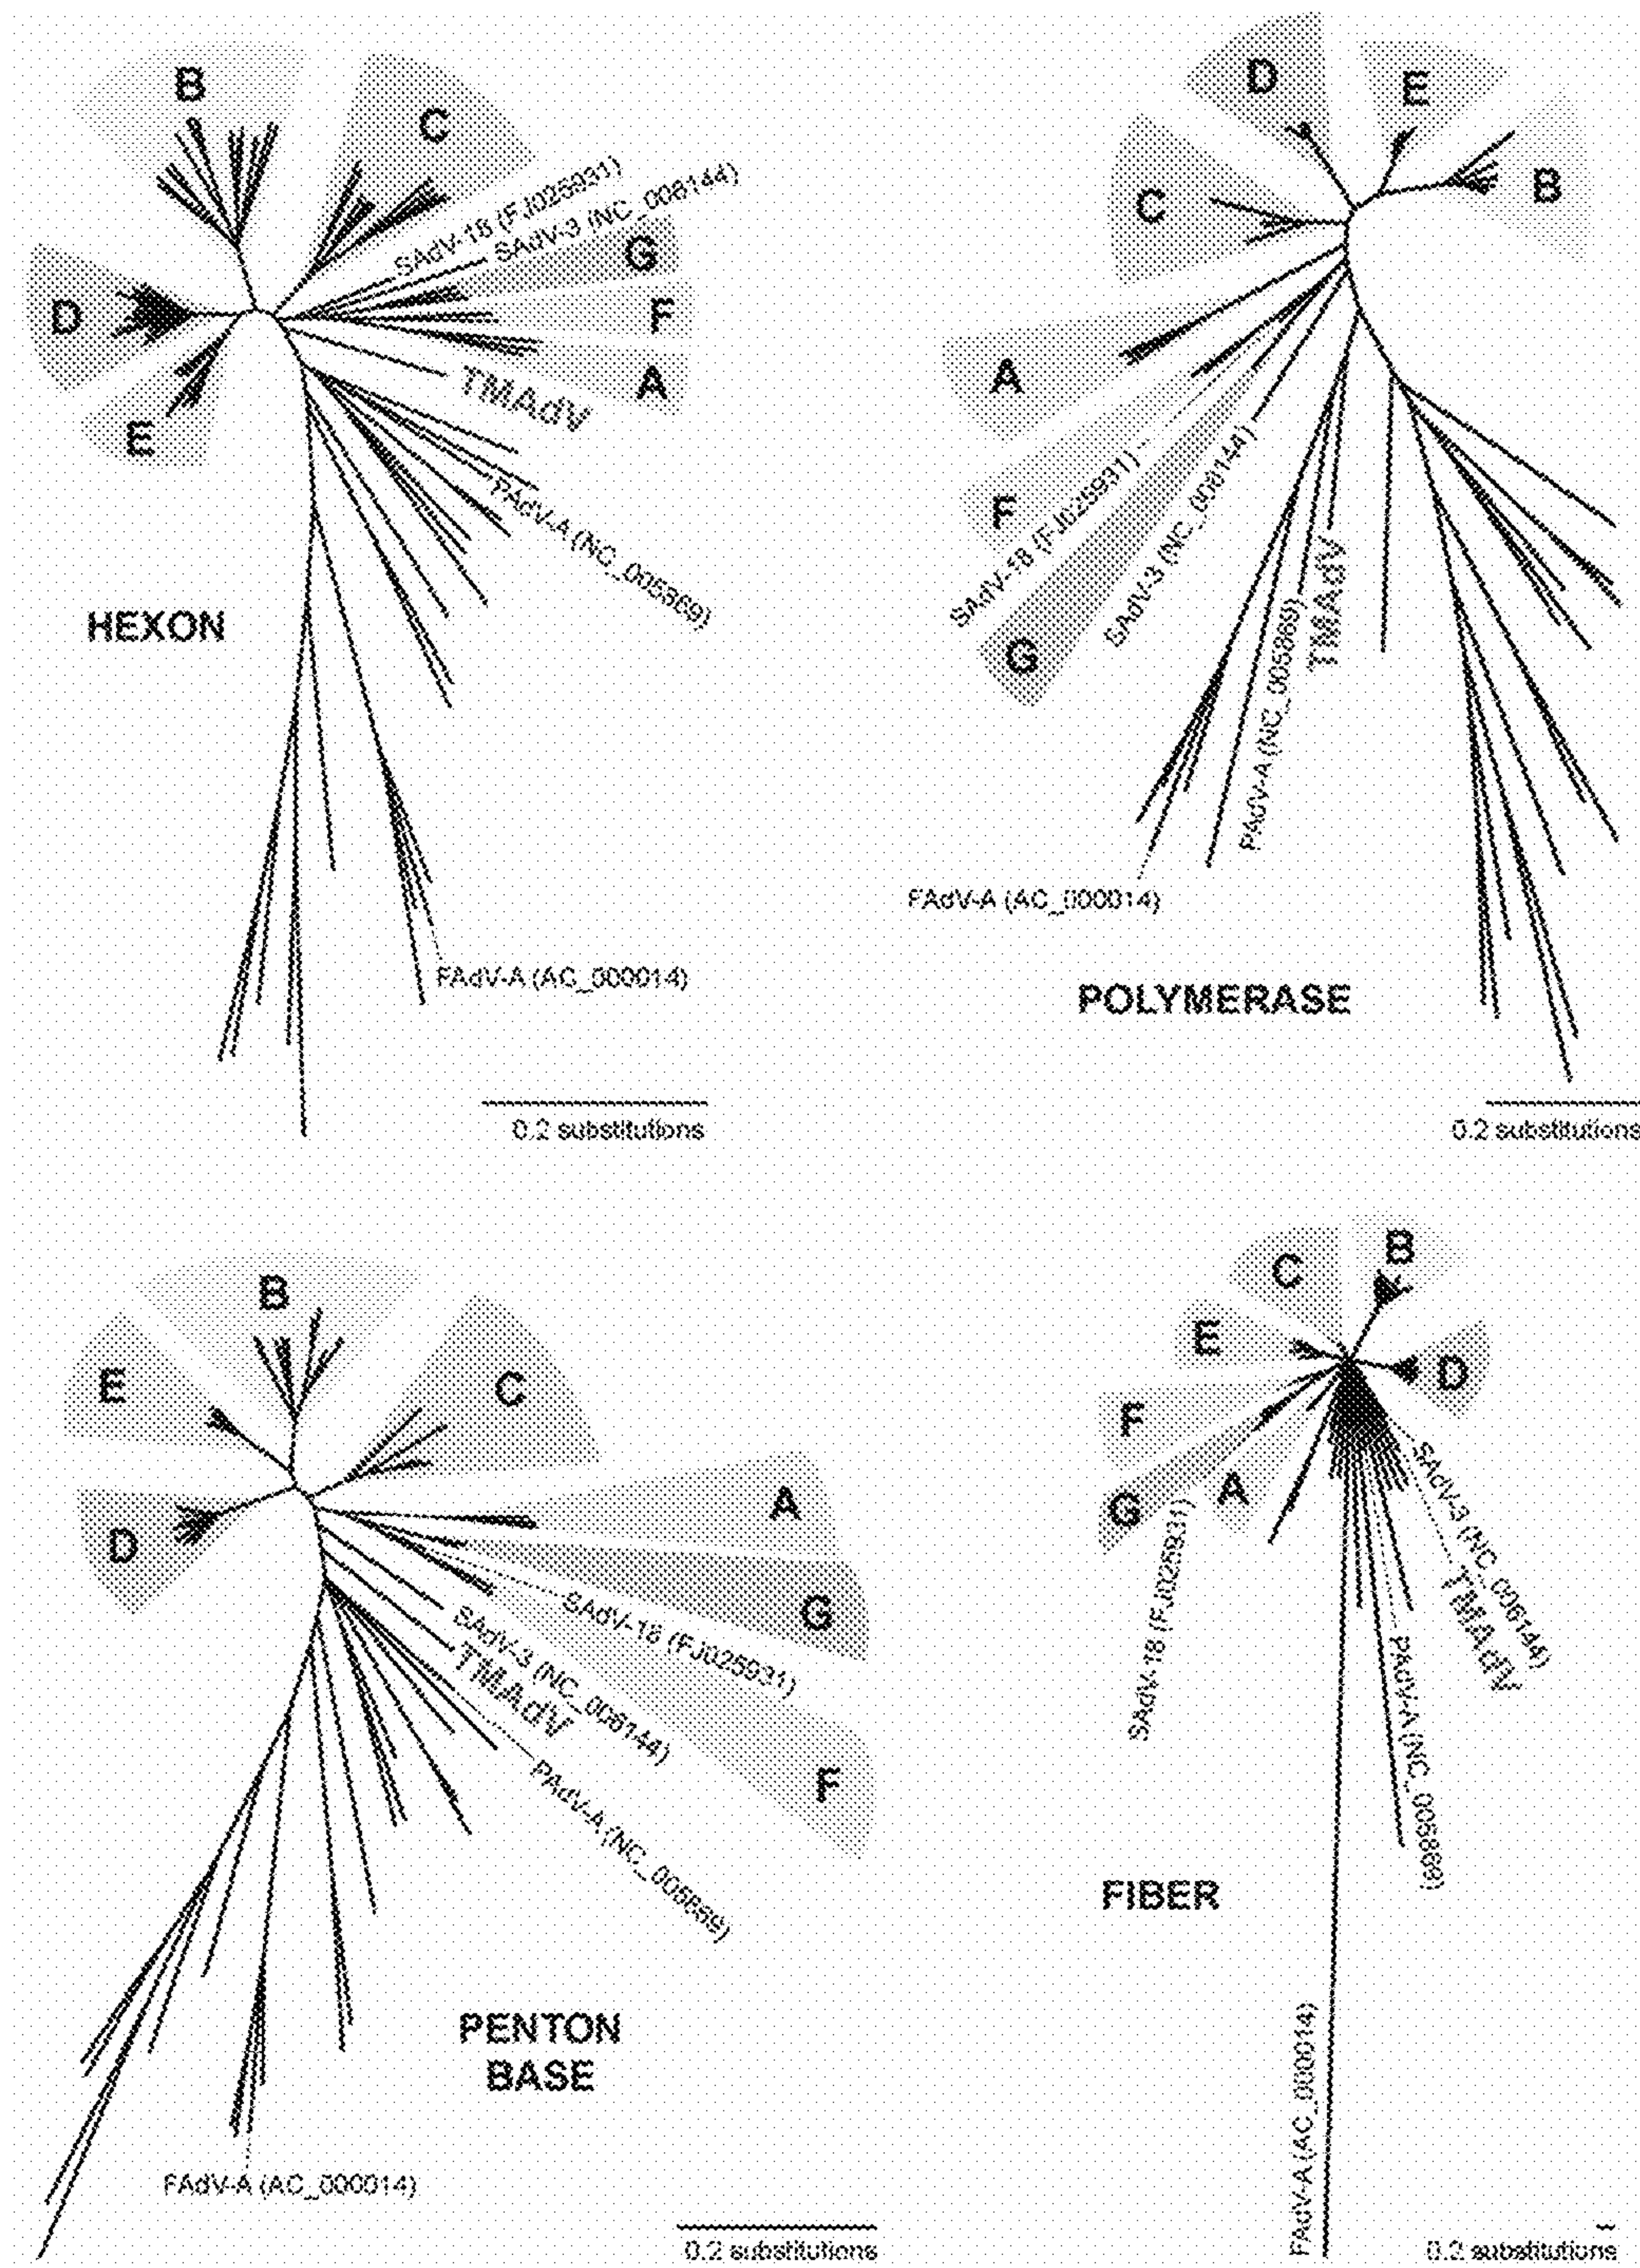 B
C
SAdV-18 (FJ025931)
SAdV-3 (NC_006144)
G
D
F
A
TMAdV
E
PAdV-A (NC_005869)
HEXON
FAdV-A (AC_000014)
0.2 substitutions
D
E
C
B
A
F
SAdV-18 (FJ025931)
SAdV-3 (NC_006144)
G
TMAdV
PAdV-A (NC_005869)
FAdV-A (AC_000014)
POLYMERASE
0.2 substitutions
B
E
C
A
D
G
SAdV-18 (FJ025931)
SAdV-3 (NC_006144)
TMAdV
F
PAdV-A (NC_005869)
PENTON
BASE
FAdV-A (AC_000014)
0.2 substitutions
C
B
E
D
F
A
G
SAdV-3 (NC_006144)
TMAdV
SAdV-18 (FJ025931)
PAdV-A (NC_005869)
FIBER
FAdV-A (AC_000014)
0.2 substitutions